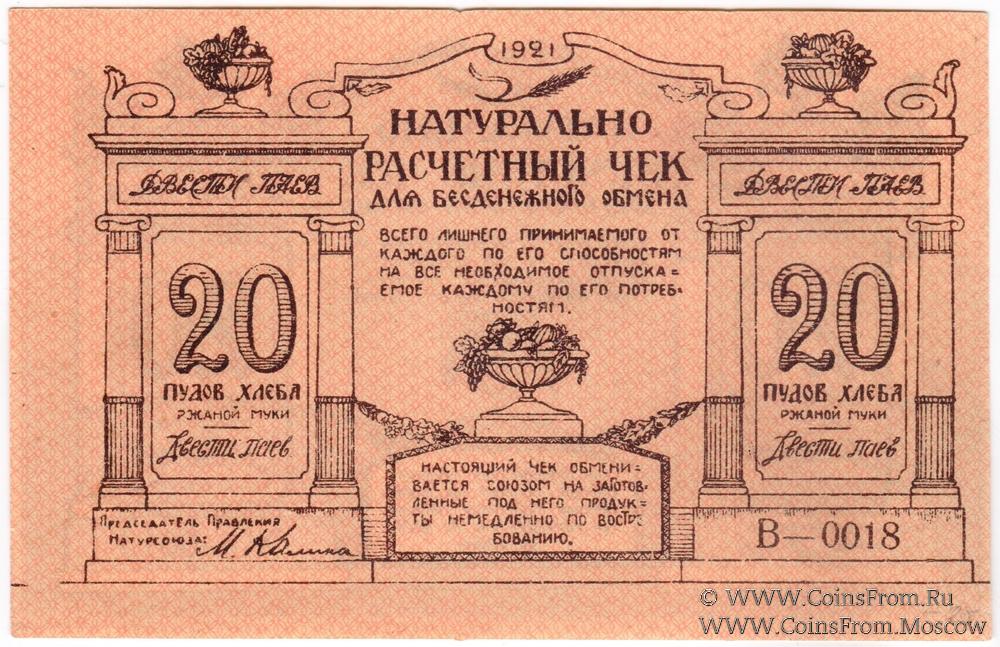 1921
НАТУРАЛЬНО
РАСЧЕТНЫЙ ЧЕК
ДЛЯ БЕСДЕНЕЖНОГО ОБМЕНА
ВСЕГО ЛИШНЕГО ПРИНИМАЕМОГО ОТ
КАЖДОГО ПО ЕГО СПОСОБНОСТЯМ
НА ВСЕ НЕОБХОДИМОЕ ОТПУСКА=
ЕМОЕ КАЖДОМУ ПО ЕГО ПОТРЕБ=
НОСТЯМ.
ДВЕСТИ ПАЕВ
20
ПУДОВ ХЛЕБА
РЖАНОЙ МУКИ
Двести паев
ДВЕСТИ ПАЕВ
20
ПУДОВ ХЛЕБА
РЖАНОЙ МУКИ
Двести паев
НАСТОЯЩИЙ ЧЕК ОБМЕНИ=
ВАЕТСЯ СОЮЗОМ НА ЗАГОТОВ=
ЛЕННЫЕ ПОД НЕГО ПРОДУК=
ТЫ НЕМЕДЛЕННО ПО ВОСТРЕ=
БОВАНИЮ.
Председатель Правления
Натурсоюза:
В—0018
© WWW.CoinsFrom.Ru
WWW.CoinsFrom.Moscow